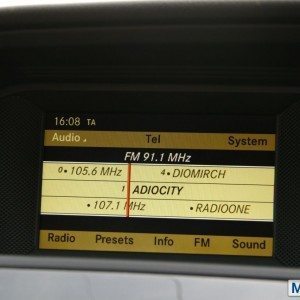 16:08 TA
Audio Tel System
FM 91.1 MHz
0 105.6 MHz 4 DIOMIRCH
1 ADIOCITY
107.1 MHz RADIOONE
Radio Presets Info FM Sound
M